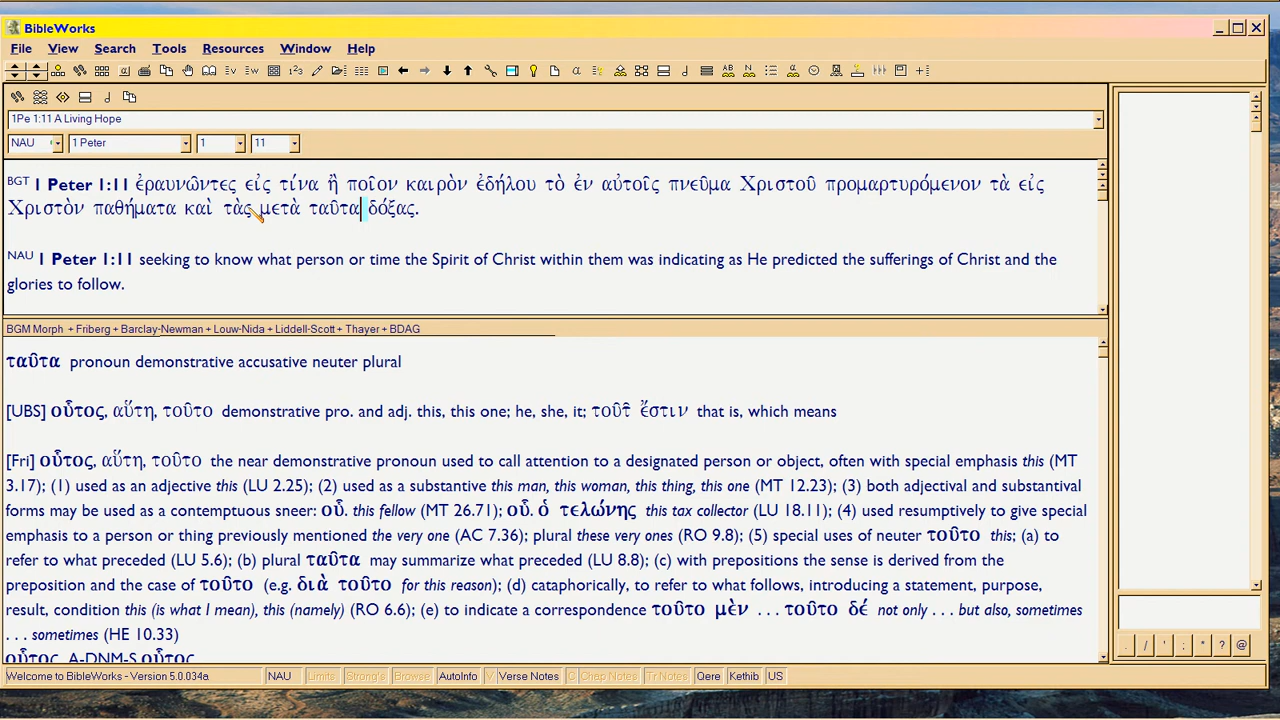 BibleWorks
File View Search Tools Resources Window Help
1Pe 1:11 A Living Hope
NAU 1 Peter 1 11
BGT 1 Peter 1:11 ἐραυνῶντες εἰς τίνα ἢ ποῖον καιρὸν ἐδήλου τὸ ἐν αὐτοῖς πνεῦμα Χριστοῦ προμαρτυρόμενον τὰ εἰς
Χριστὸν παθήματα καὶ τὰς μετὰ ταῦτα δόξας.
NAU 1 Peter 1:11 seeking to know what person or time the Spirit of Christ within them was indicating as He predicted the sufferings of Christ and the
glories to follow.
BGM Morph + Friberg + Barclay-Newman + Louw-Nida + Liddell-Scott + Thayer + BDAG
ταῦτα pronoun demonstrative accusative neuter plural
[UBS] οὗτος, αὕτη, τοῦτο demonstrative pro. and adj. this, this one; he, she, it; τοῦτ̓ ἔστιν that is, which means
[Fri] οὗτος, αὕτη, τοῦτο the near demonstrative pronoun used to call attention to a designated person or object, often with special emphasis this (MT
3.17); (1) used as an adjective this (LU 2.25); (2) used as a substantive this man, this woman, this thing, this one (MT 12.23); (3) both adjectival and substantival
forms may be used as a contemptuous sneer: οὗ. this fellow (MT 26.71); οὗ. ὁ τελώνης this tax collector (LU 18.11); (4) used resumptively to give special
emphasis to a person or thing previously mentioned the very one (AC 7.36); plural these very ones (RO 9.8); (5) special uses of neuter τοῦτο this; (a) to
refer to what preceded (LU 5.6); (b) plural ταῦτα may summarize what preceded (LU 8.8); (c) with prepositions the sense is derived from the
preposition and the case of τοῦτο (e.g. διὰ τοῦτο for this reason); (d) cataphorically, to refer to what follows, introducing a statement, purpose,
result, condition this (is what I mean), this (namely) (RO 6.6); (e) to indicate a correspondence τοῦτο μὲν . . . τοῦτο δέ not only . . . but also, sometimes
. . . sometimes (HE 10.33)
οὗτος A-DNM-S οὗτος
. / ' ; * ? @
Welcome to BibleWorks - Version 5.0.034a NAU Limits Strong's Browse AutoInfo V Verse Notes C Chap Notes Tr Notes Qere Kethib US